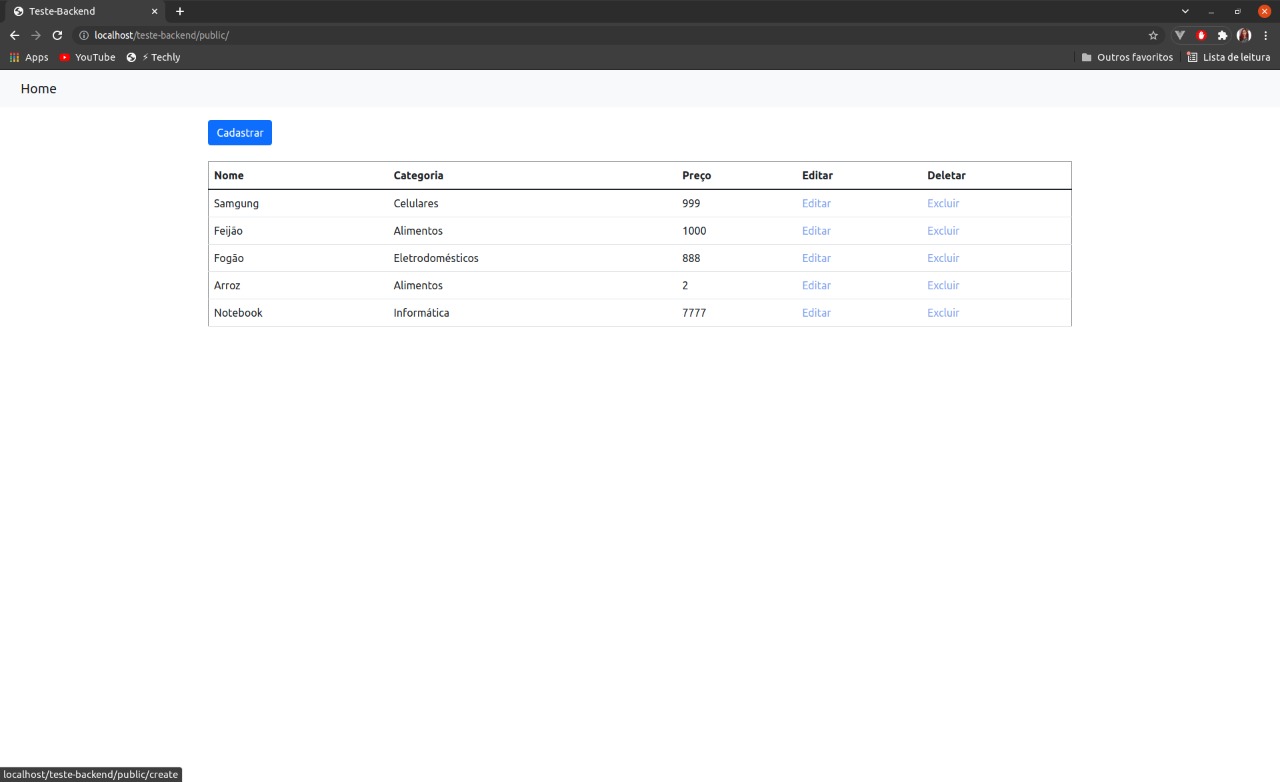 Teste-Backend
localhost/teste-backend/public/
Apps YouTube ⚡ Techly Outros favoritos Lista de leitura
Home
Cadastrar
Nome Categoria Preço Editar Deletar
Samgung Celulares 999 Editar Excluir
Feijão Alimentos 1000 Editar Excluir
Fogão Eletrodomésticos 888 Editar Excluir
Arroz Alimentos 2 Editar Excluir
Notebook Informática 7777 Editar Excluir
localhost/teste-backend/public/create